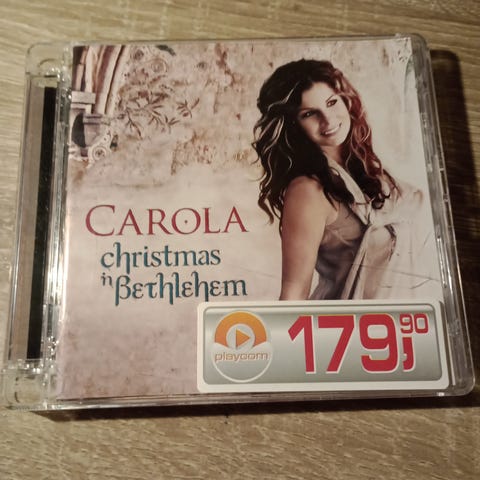 CAROLA
christmas
in Bethlehem
playcom
179,90